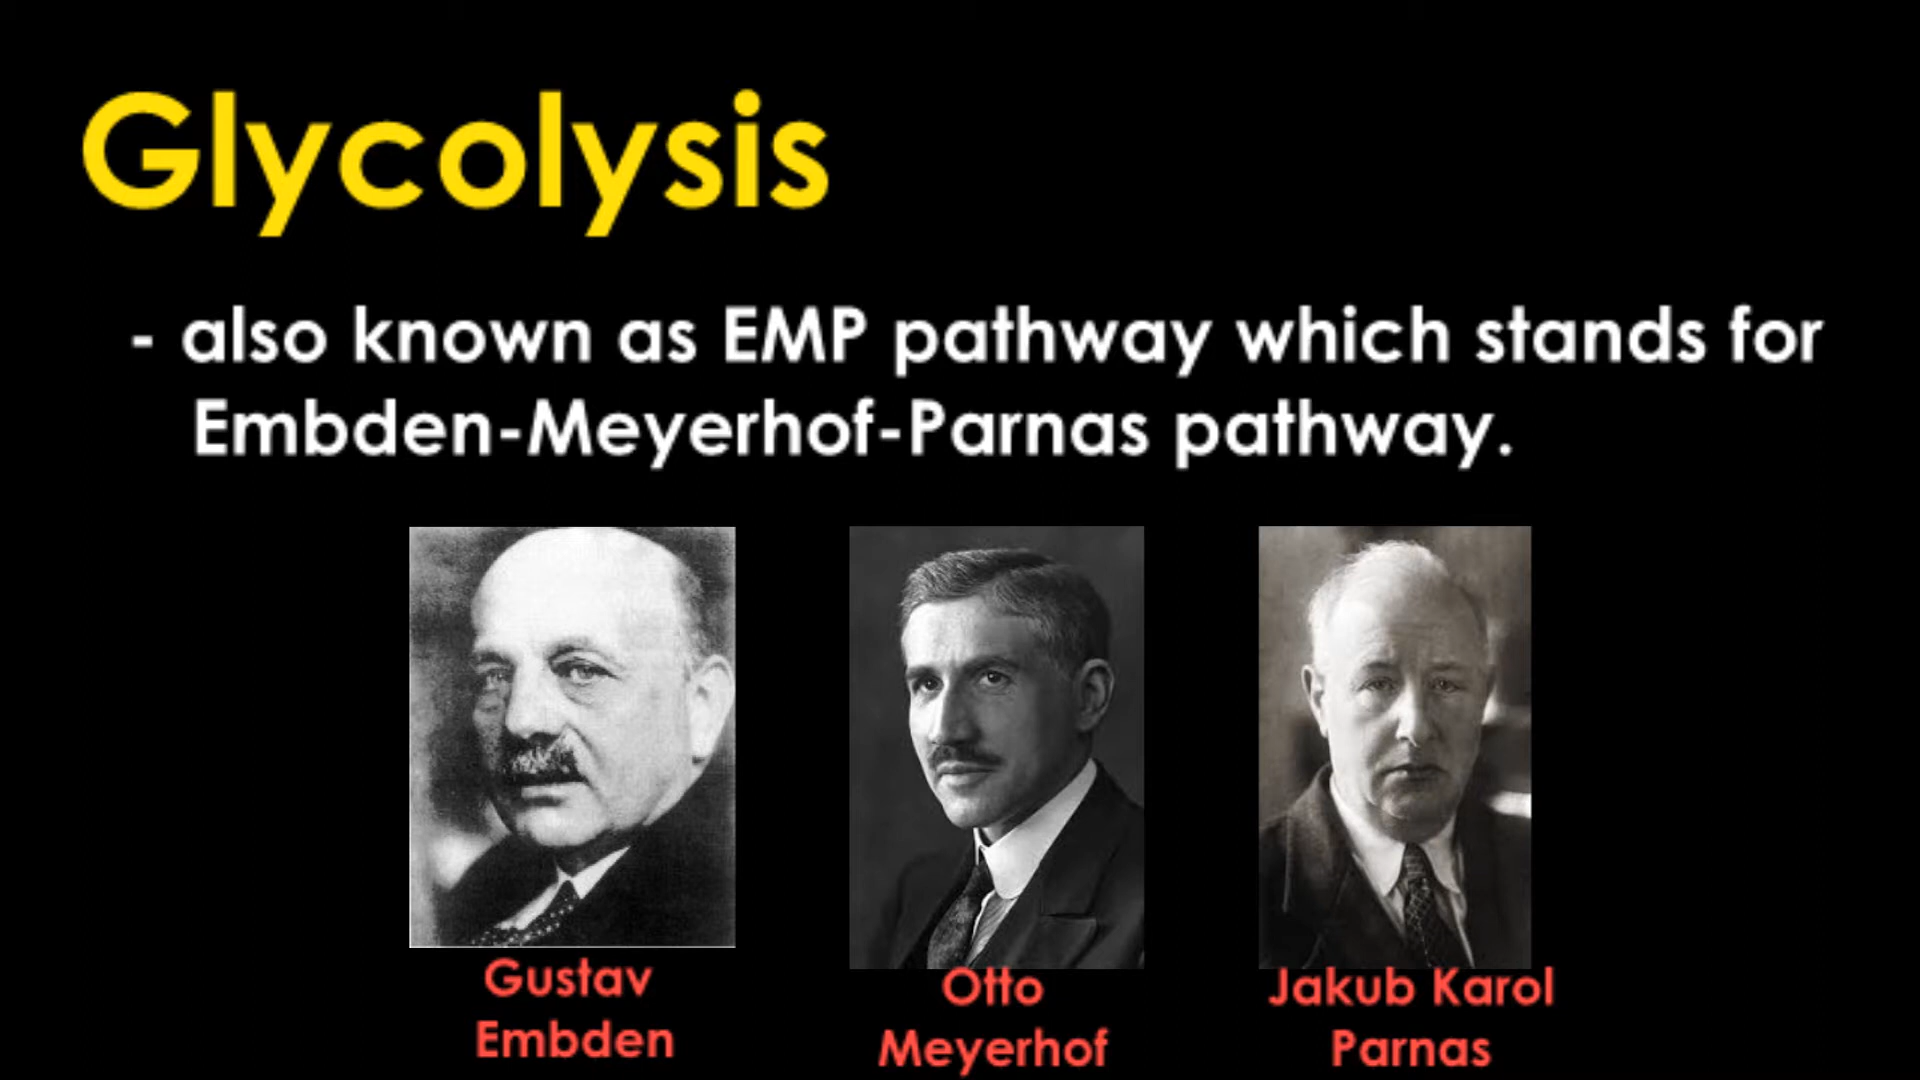 Glycolysis
- also known as EMP pathway which stands for
Embden-Meyerhof-Parnas pathway.
Gustav
Embden
Otto
Meyerhof
Jakub Karol
Parnas